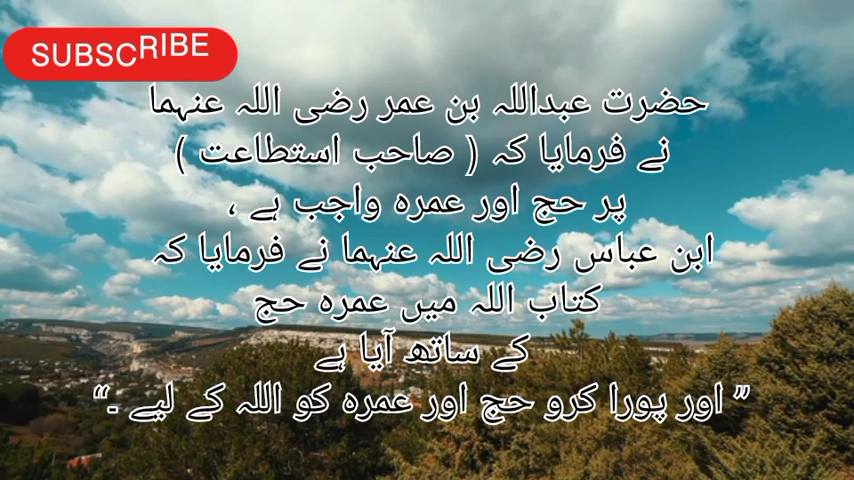 SUBSCRIBE
حضرت عبداللہ بن عمر رضی اللہ عنہما
نے فرمایا کہ ( صاحب استطاعت )
پر حج اور عمرہ واجب ہے ،
ابن عباس رضی اللہ عنہما نے فرمایا کہ
کتاب اللہ میں عمرہ حج
کے ساتھ آیا ہے
” اور پورا کرو حج اور عمرہ کو اللہ کے لیے ۔“